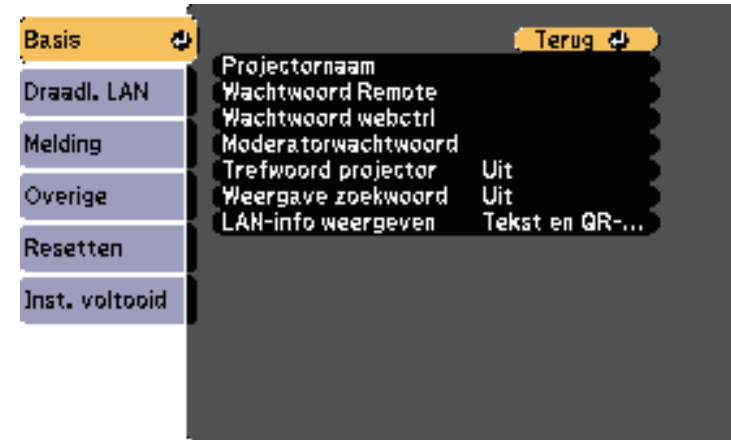 Basis
Draadl. LAN
Melding
Overige
Resetten
Inst. voltooid
Terug
Projectornaam
Wachtwoord Remote
Wachtwoord webctrl
Moderatorwachtwoord
Trefwoord projector Uit
Weergave zoekwoord Uit
LAN-info weergeven Tekst en QR-...